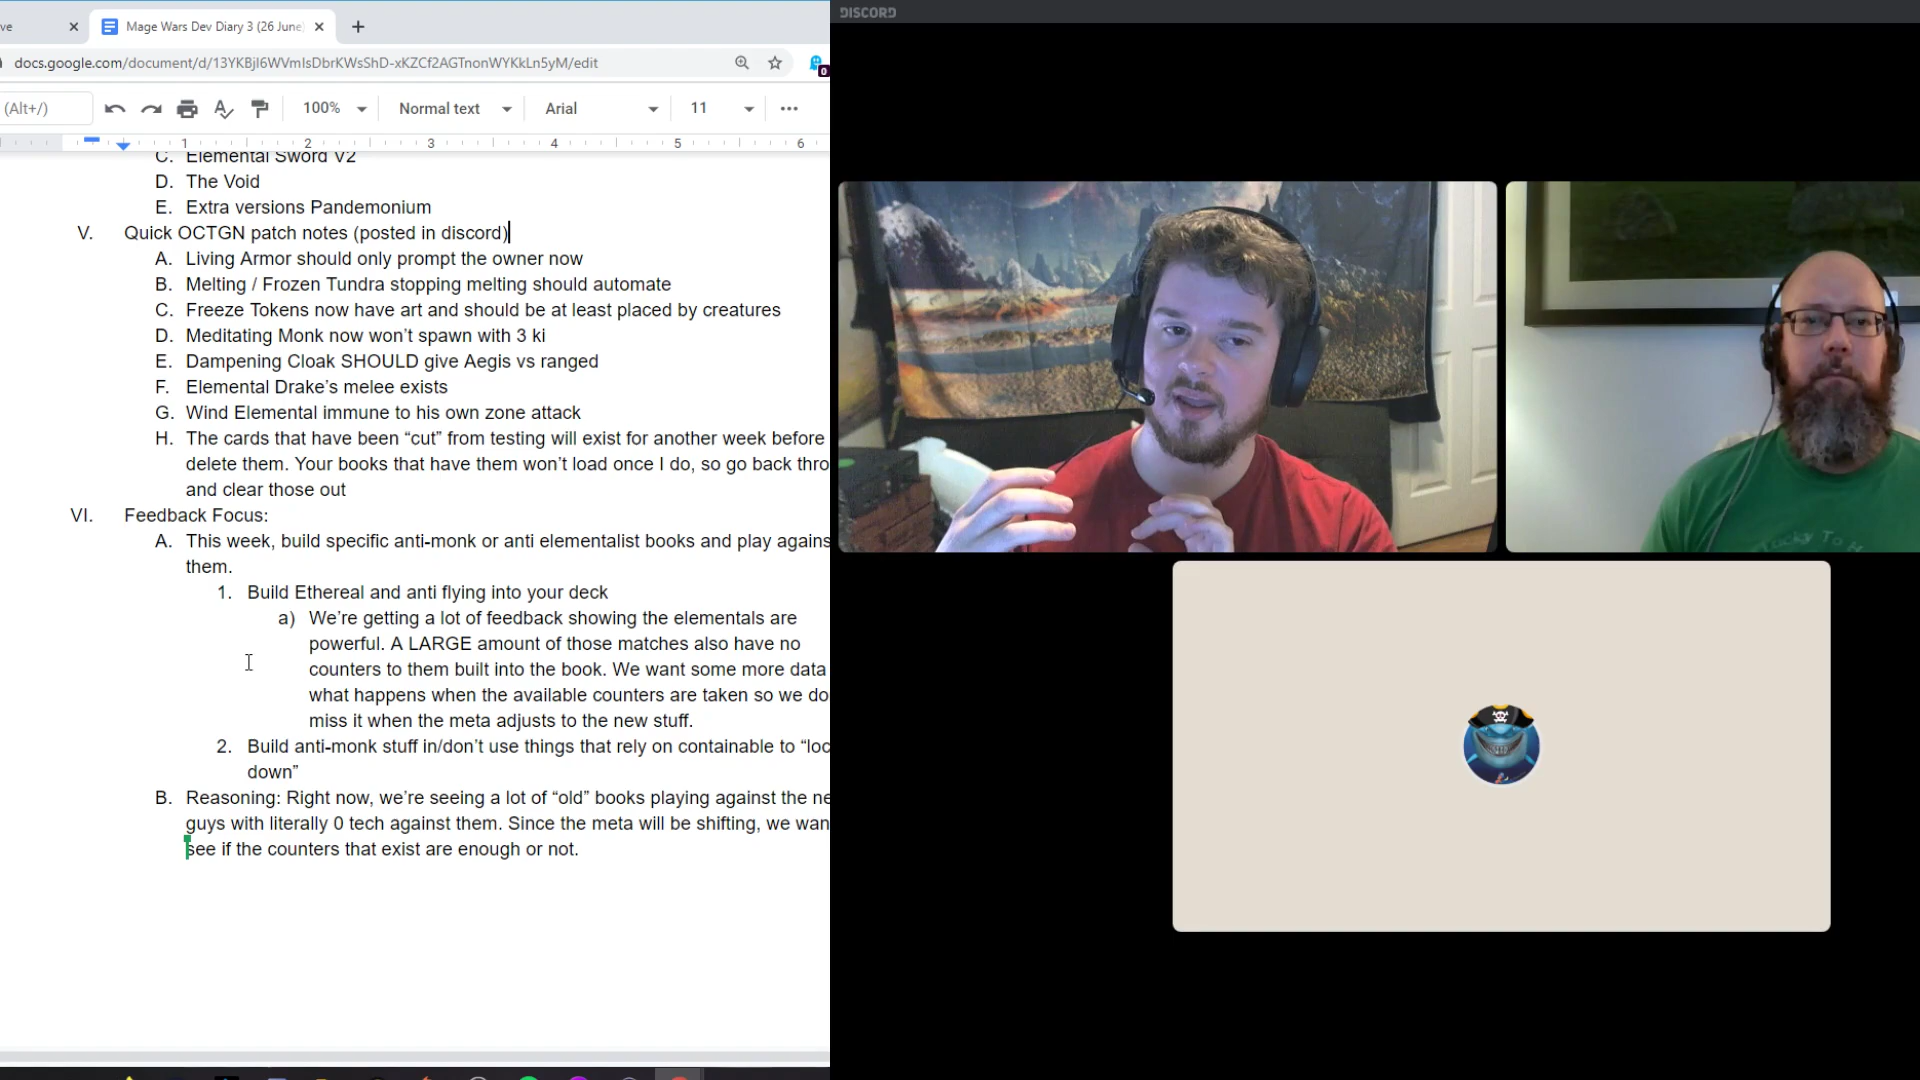 ve
Mage Wars Dev Diary 3 (26 June
docs.google.com/document/d/13YKBjI6WVmIsDbrKWsShD-xKZCf2AGTnonWYKkLn5yM/edit
0
(Alt+/)
100%
Normal text
Arial
11
1 2 3 4 5 6
C. Elemental Sword V2
D. The Void
E. Extra versions Pandemonium
V. Quick OCTGN patch notes (posted in discord)
A. Living Armor should only prompt the owner now
B. Melting / Frozen Tundra stopping melting should automate
C. Freeze Tokens now have art and should be at least placed by creatures
D. Meditating Monk now won’t spawn with 3 ki
E. Dampening Cloak SHOULD give Aegis vs ranged
F. Elemental Drake’s melee exists
G. Wind Elemental immune to his own zone attack
H. The cards that have been “cut” from testing will exist for another week before
delete them. Your books that have them won’t load once I do, so go back thro
and clear those out
VI. Feedback Focus:
A. This week, build specific anti-monk or anti elementalist books and play agains
them.
1. Build Ethereal and anti flying into your deck
a) We’re getting a lot of feedback showing the elementals are
powerful. A LARGE amount of those matches also have no
counters to them built into the book. We want some more data
what happens when the available counters are taken so we do
miss it when the meta adjusts to the new stuff.
2. Build anti-monk stuff in/don’t use things that rely on containable to “loc
down”
B. Reasoning: Right now, we’re seeing a lot of “old” books playing against the ne
guys with literally 0 tech against them. Since the meta will be shifting, we wan
see if the counters that exist are enough or not.
DISCORD
Lucky To H